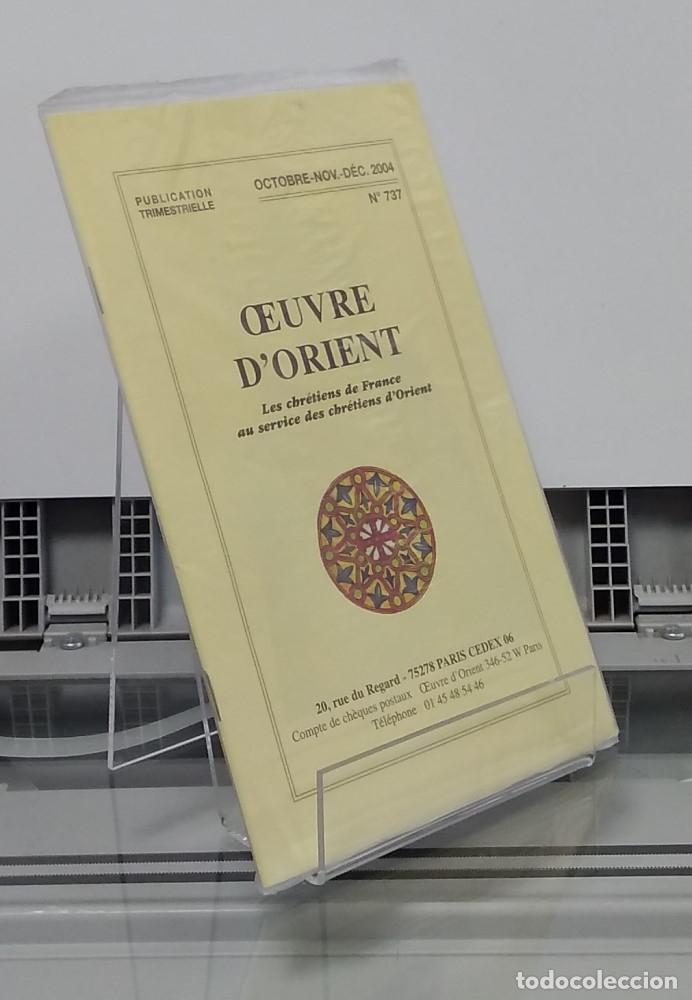 PUBLICATION
TRIMESTRIELLE
OCTOBRE-NOV.-DÉC. 2004
N° 737
ŒUVRE
D'ORIENT
Les chrétiens de France
au service des chrétiens d'Orient
20, rue du Regard - 75278 PARIS CEDEX 06
Compte de chèques postaux Œuvre d'Orient 346-52 W Paris
Téléphone 01 45 48 54 46
todocoleccion